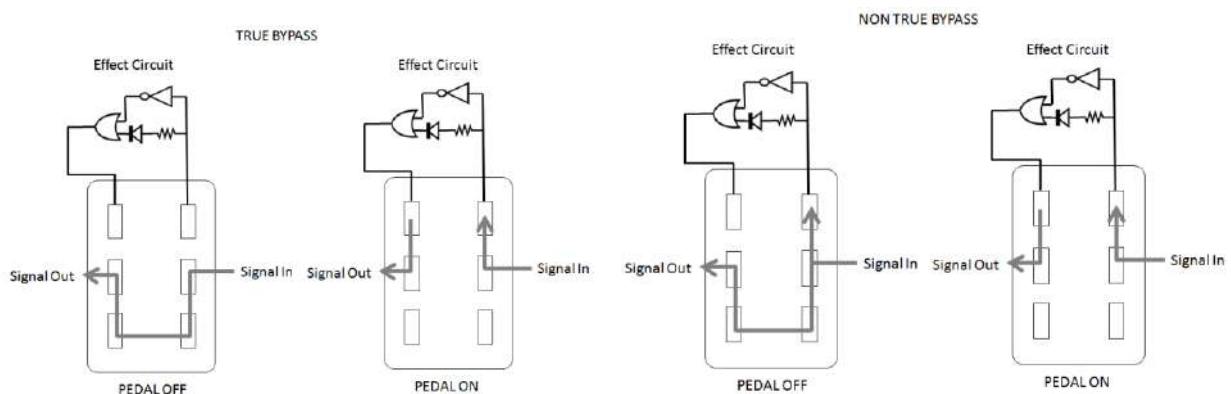 TRUE BYPASS
NON TRUE BYPASS
Effect Circuit
Effect Circuit
Effect Circuit
Effect Circuit
Signal Out
Signal In
Signal Out
Signal In
Signal Out
Signal In
Signal Out
Signal In
PEDAL OFF
PEDAL ON
PEDAL OFF
PEDAL ON